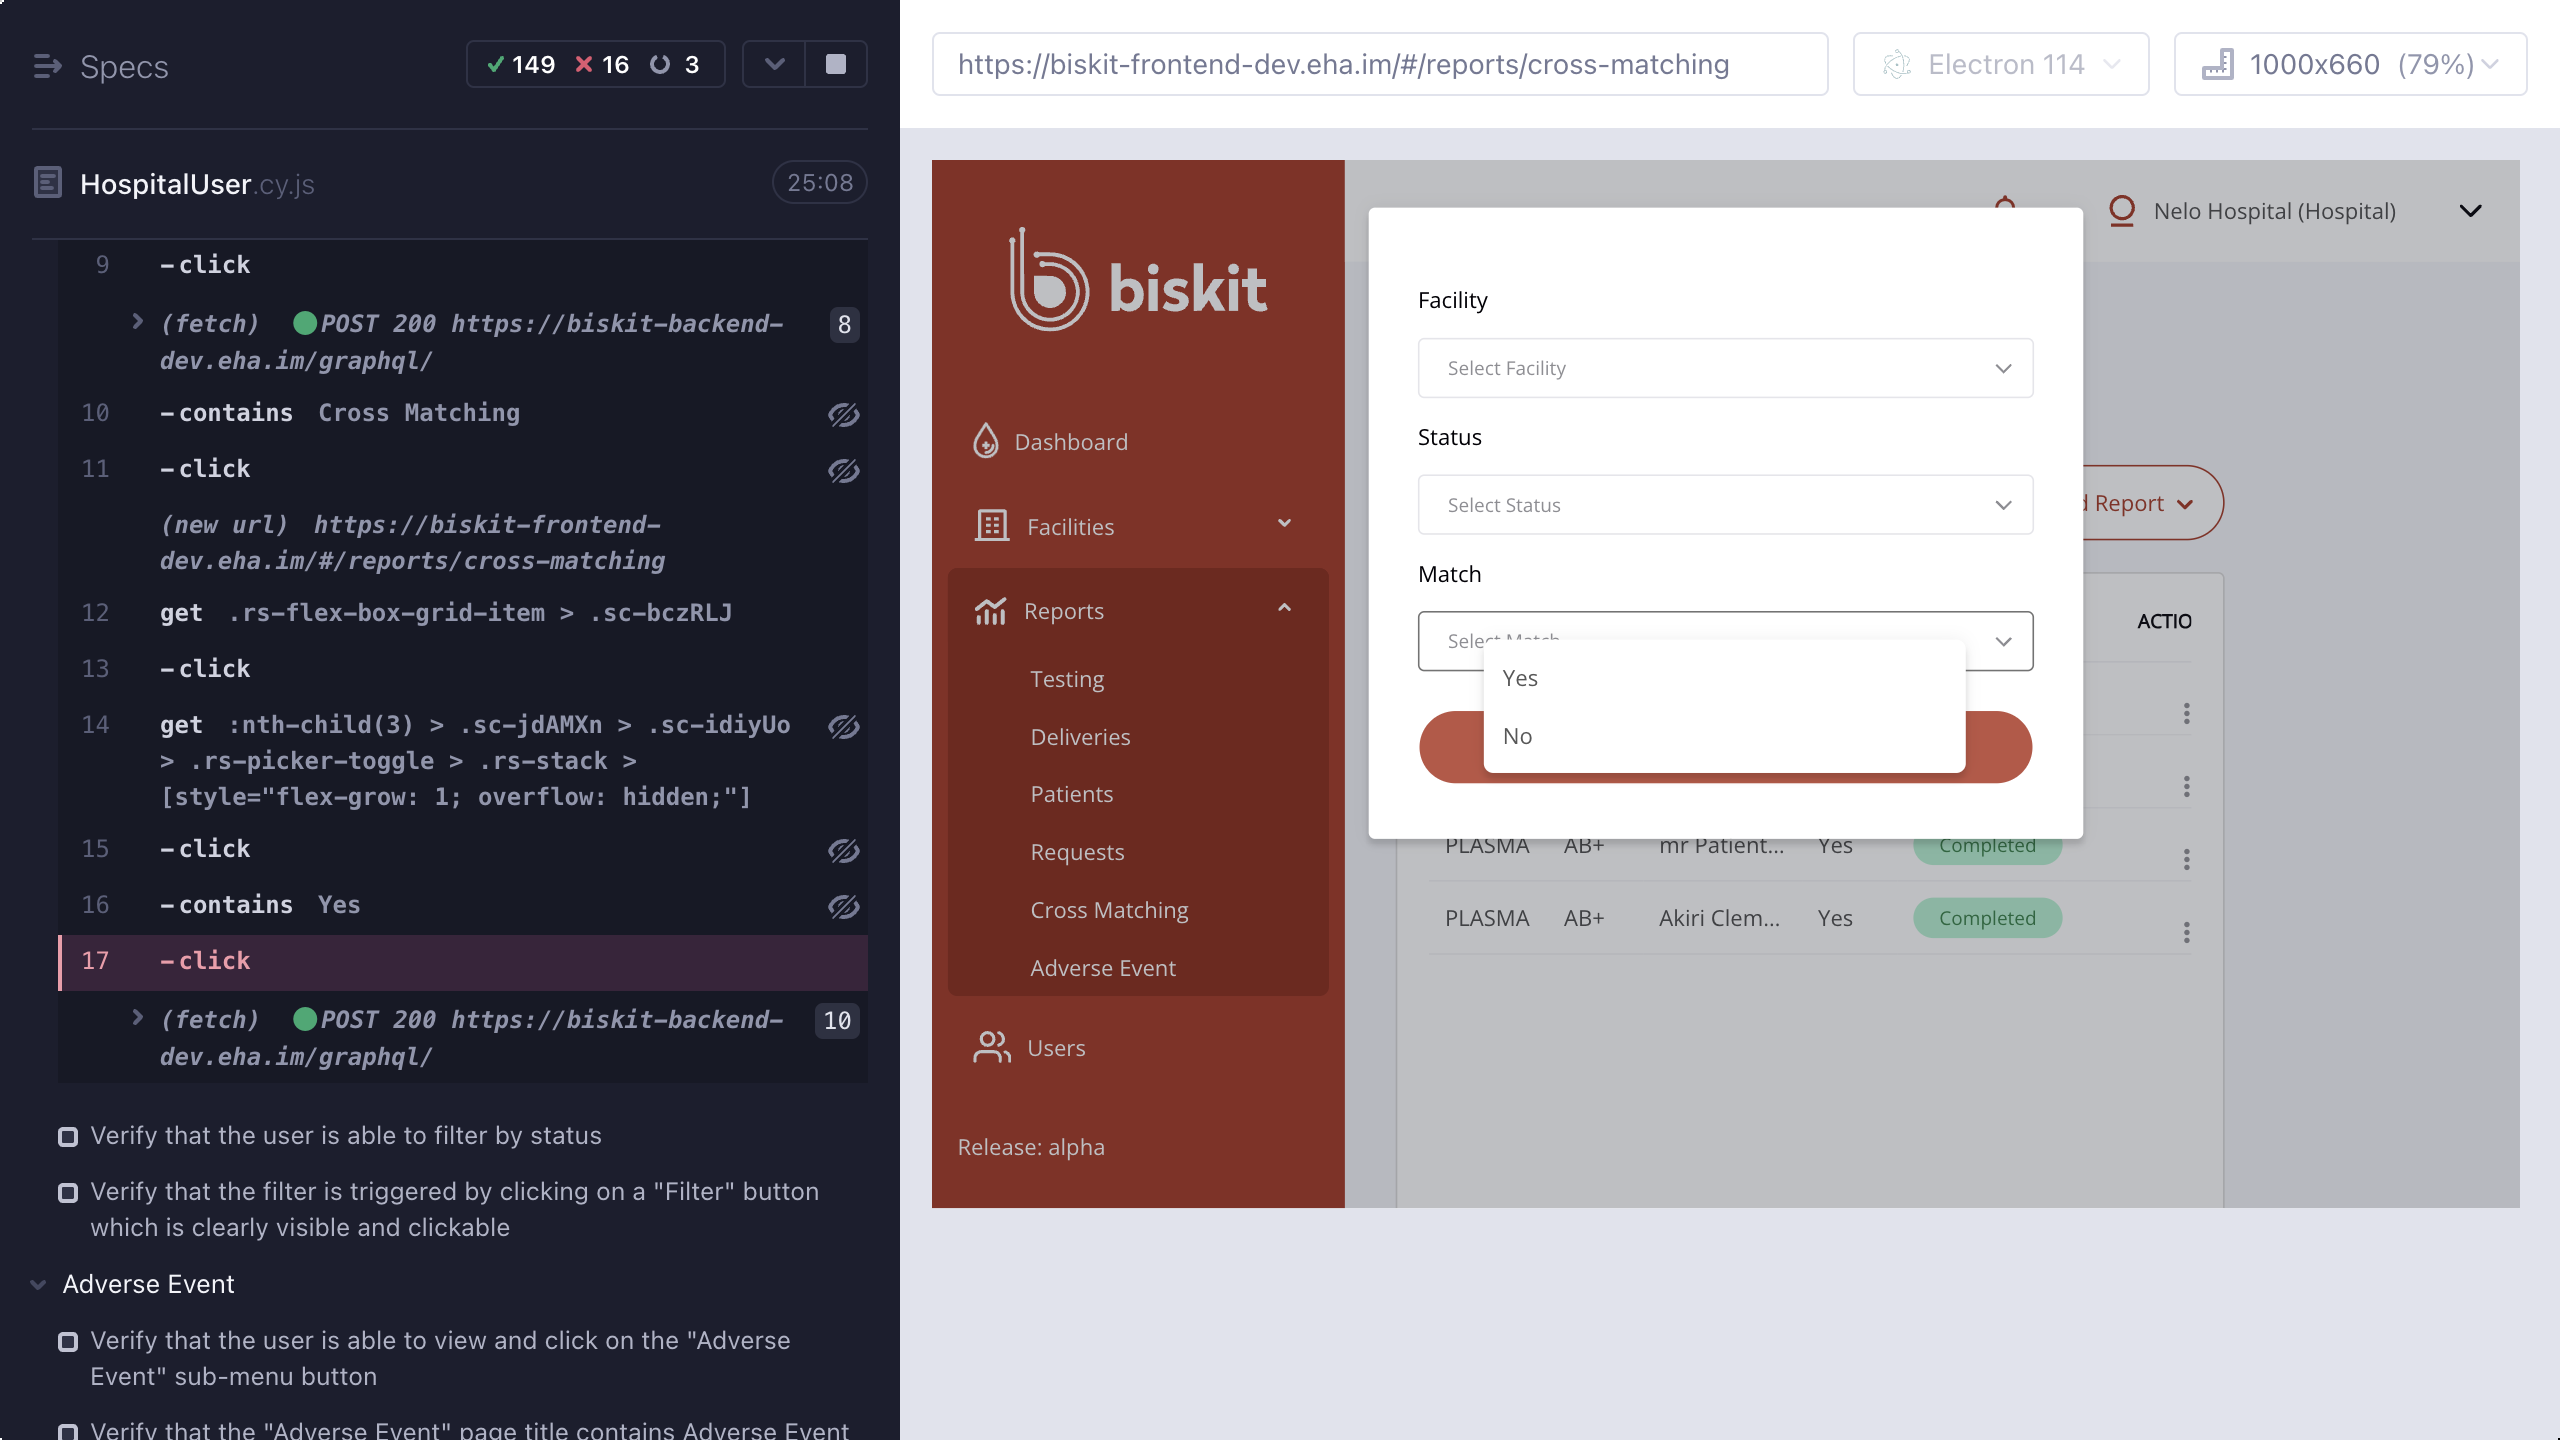 Specs
149 16 3
HospitalUser.cy.js
25:08
9 -click
(fetch) POST 200 https://biskit-backend-
dev.eha.im/graphql/
8
10 -contains Cross Matching
11 -click
(new url) https://biskit-frontend-
dev.eha.im/#/reports/cross-matching
12 get .rs-flex-box-grid-item > .sc-bczRLJ
13 -click
14 get :nth-child(3) > .sc-jdAMXn > .sc-idiyUo
> .rs-picker-toggle > .rs-stack >
[style="flex-grow: 1; overflow: hidden;"]
15 -click
16 -contains Yes
17 -click
(fetch) POST 200 https://biskit-backend-
dev.eha.im/graphql/
10
Verify that the user is able to filter by status
Verify that the filter is triggered by clicking on a "Filter" button
which is clearly visible and clickable
Adverse Event
Verify that the user is able to view and click on the "Adverse
Event" sub-menu button
Verify that the "Adverse Event" page title contains Adverse Event
https://biskit-frontend-dev.eha.im/#/reports/cross-matching
Electron 114
1000x660 (79%)
biskit
Dashboard
Facilities
Reports
Testing
Deliveries
Patients
Requests
Cross Matching
Adverse Event
Users
Release: alpha
Nelo Hospital (Hospital)
Facility
Select Facility
Status
Select Status
Match
Select Match
Yes
No
d Report
ACTIO
PLASMA AB+ mr Patient... Yes Completed
PLASMA AB+ Akiri Clem... Yes Completed